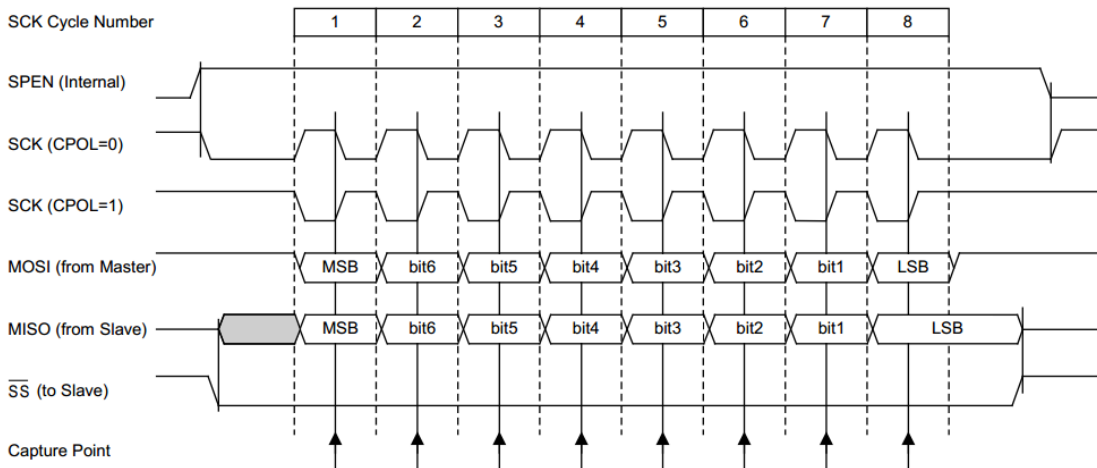 SCK Cycle Number 1 2 3 4 5 6 7 8
SPEN (Internal)
SCK (CPOL=0)
SCK (CPOL=1)
MOSI (from Master) MSB bit6 bit5 bit4 bit3 bit2 bit1 LSB
MISO (from Slave) MSB bit6 bit5 bit4 bit3 bit2 bit1 LSB
S̅S̅ (to Slave)
Capture Point